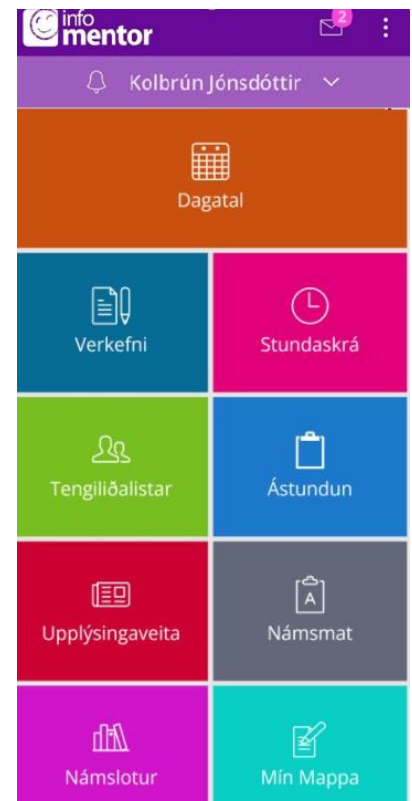 info
mentor
2
Kolbrún Jónsdóttir
Dagatal
Verkefni
Stundaskrá
Tengiliðalistar
Ástundun
Upplýsingaveita
A
Námsmat
Námslotur
Mín Mappa